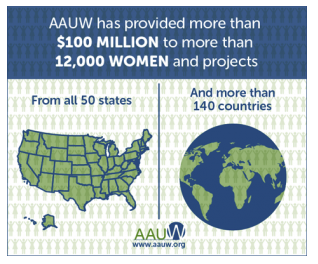 AAUW has provided more than
$100 MILLION to more than
12,000 WOMEN and projects
From all 50 states
And more than
140 countries
AAUW
www.aauw.org